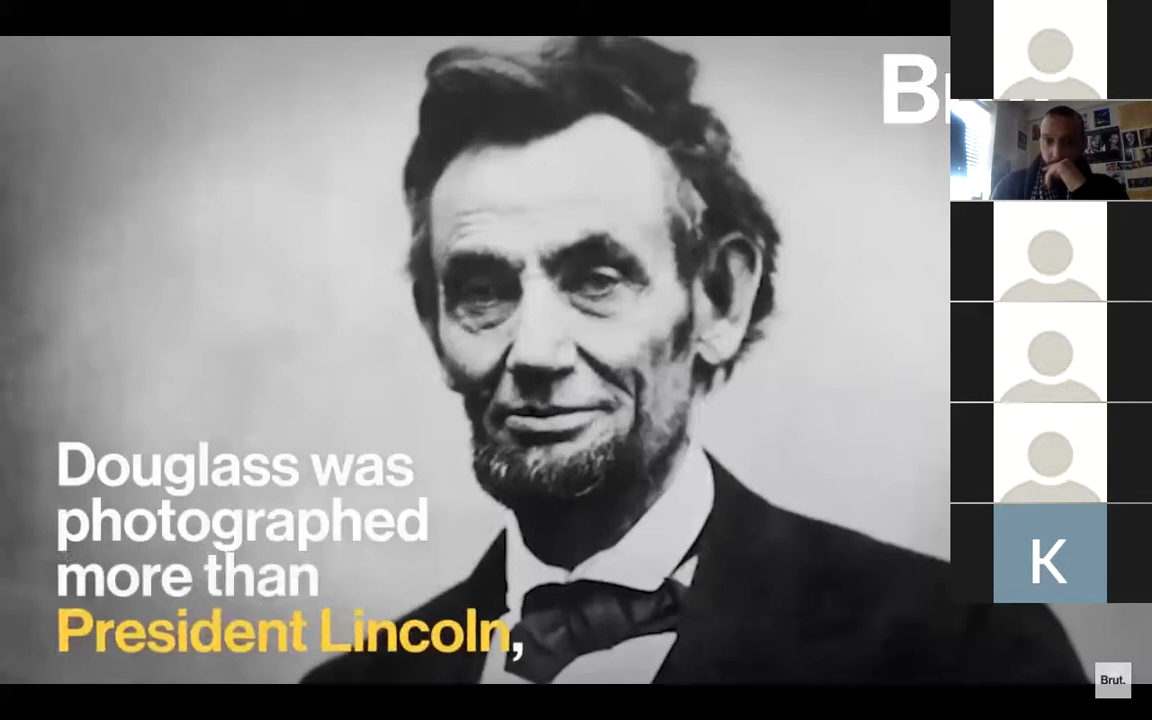 Douglass was
photographed
more than
President Lincoln,
K
Brut.